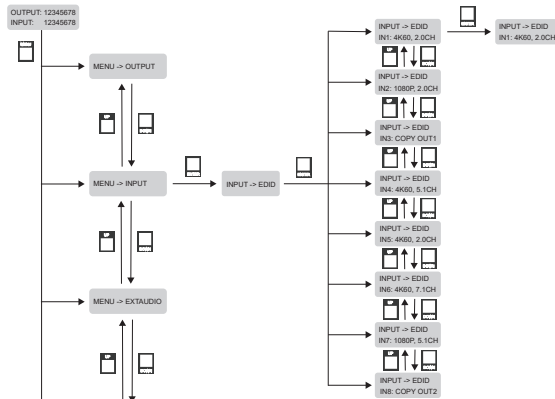 OUTPUT: 12345678
INPUT: 12345678
MENU -> OUTPUT
MENU -> INPUT
MENU -> EXTAUDIO
INPUT -> EDID
INPUT -> EDID
IN1: 4K60, 2.0CH
INPUT -> EDID
IN1: 4K60, 2.0CH
INPUT -> EDID
IN2: 1080P, 2.0CH
INPUT -> EDID
IN3: COPY OUT1
INPUT -> EDID
IN4: 4K60, 5.1CH
INPUT -> EDID
IN5: 4K60, 2.0CH
INPUT -> EDID
IN6: 4K60, 7.1CH
INPUT -> EDID
IN7: 1080P, 5.1CH
INPUT -> EDID
IN8: COPY OUT2